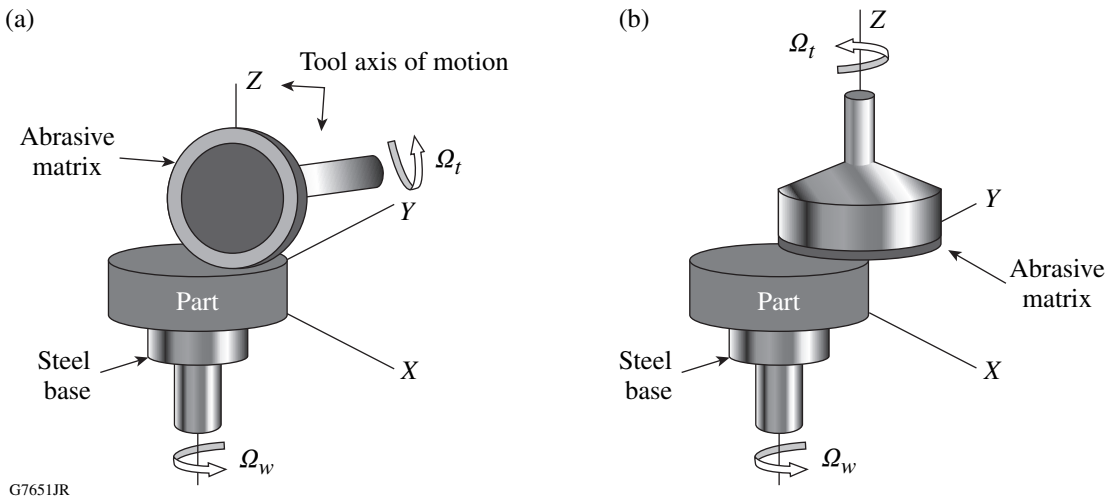 (a)
Z
Tool axis of motion
Abrasive
matrix
Ωt
Y
Part
Steel
base
X
Ωw
G7651JR
(b)
Z
Ωt
Y
Abrasive
matrix
Part
Steel
base
X
Ωw